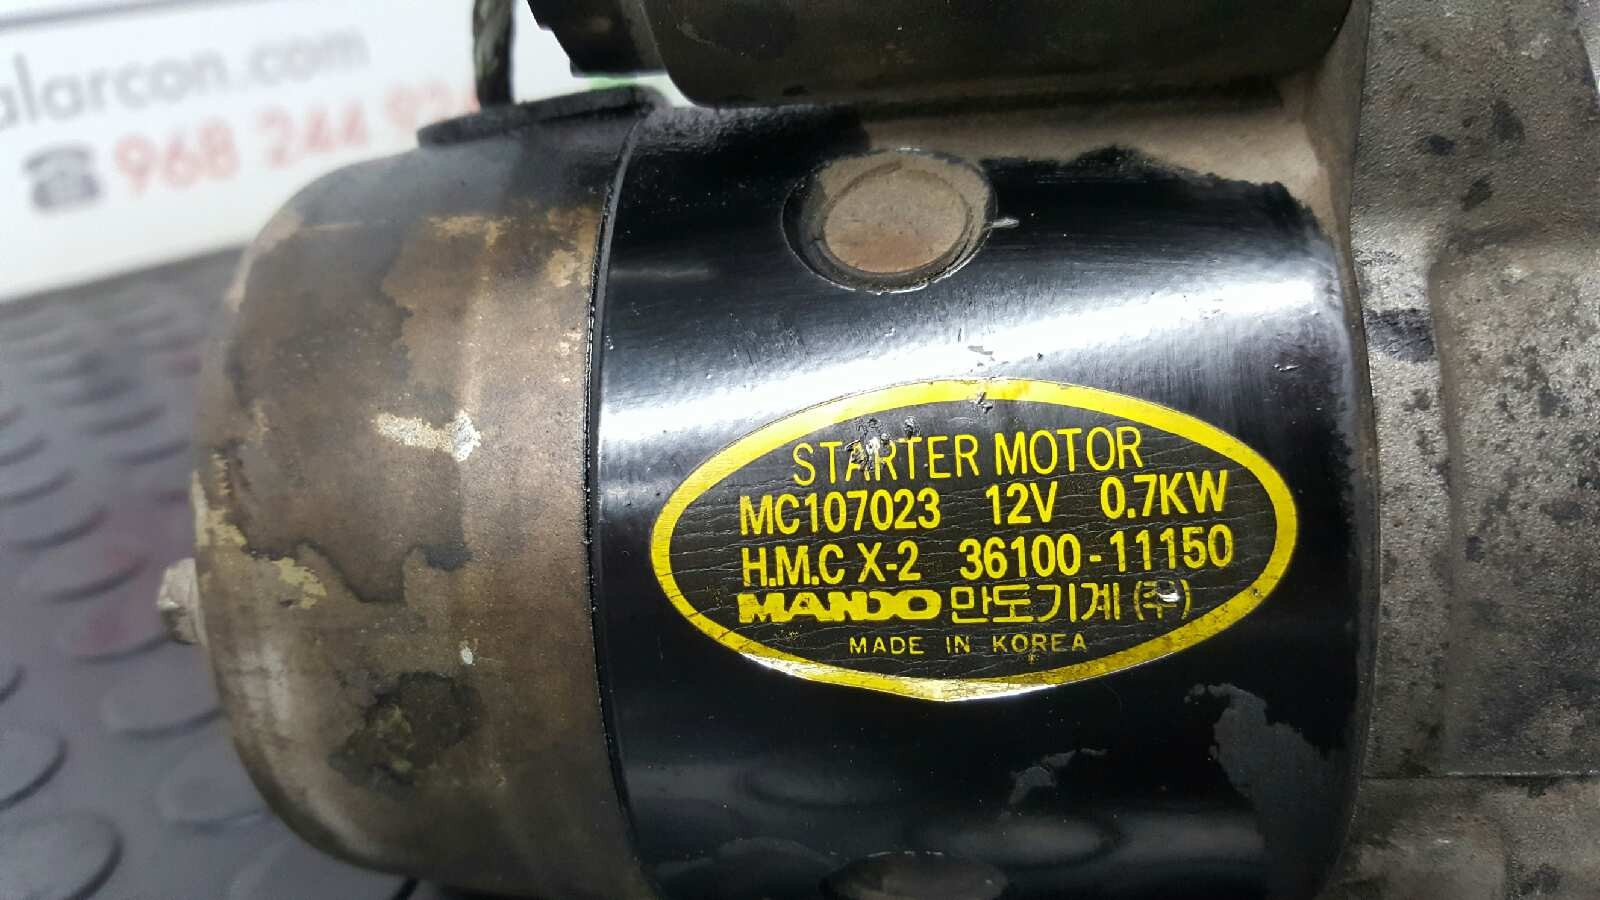 alarcon.com
☎ 968 244 92
STARTER MOTOR
MC107023 12V 0.7KW
H.M.C X-2 36100-11150
MANDO 만도기계(주)
MADE IN KOREA